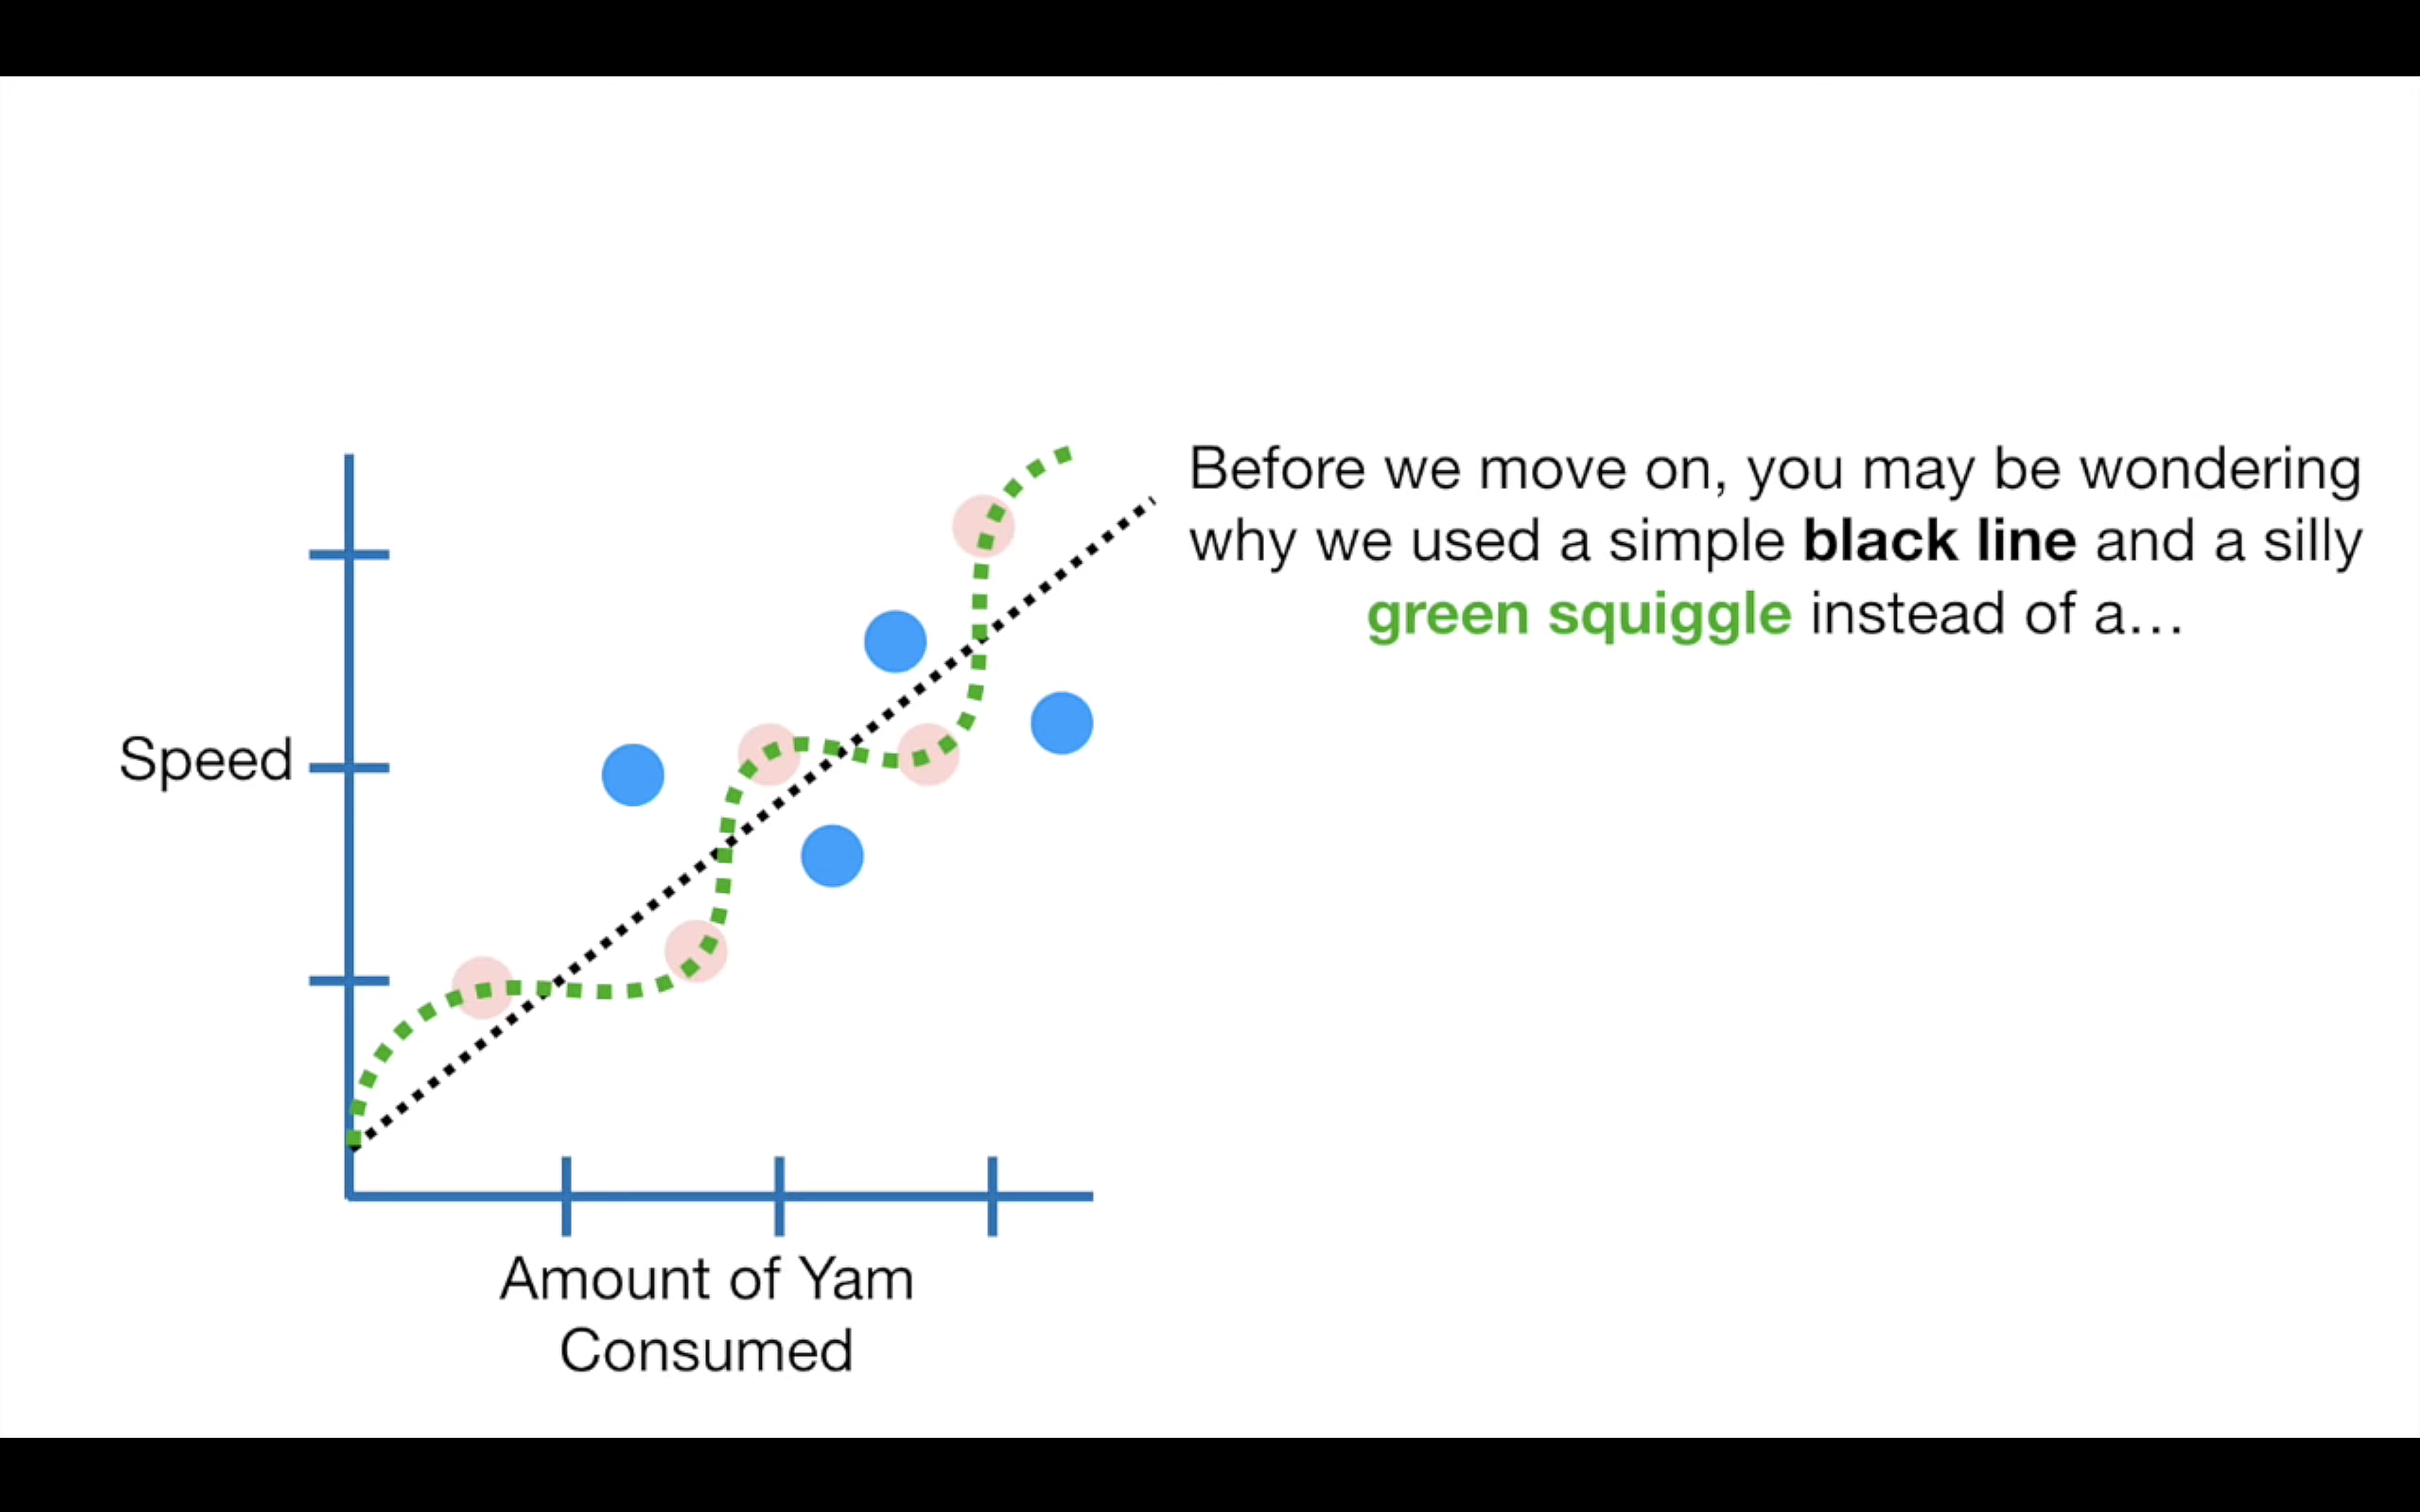 Before we move on, you may be wondering
why we used a simple black line and a silly
green squiggle instead of a...
Speed
Amount of Yam
Consumed